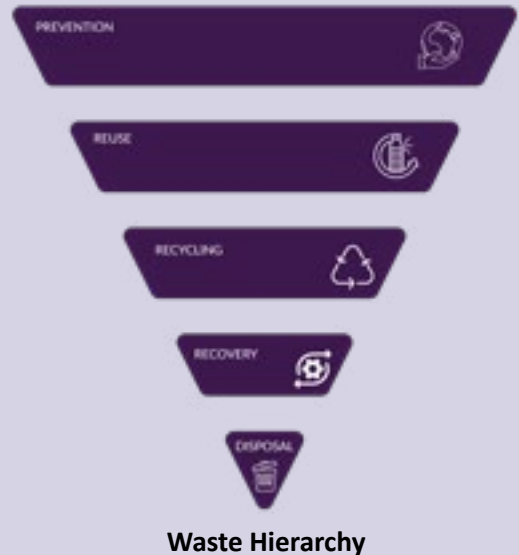 PREVENTION
REUSE
RECYCLING
RECOVERY
DISPOSAL
Waste Hierarchy